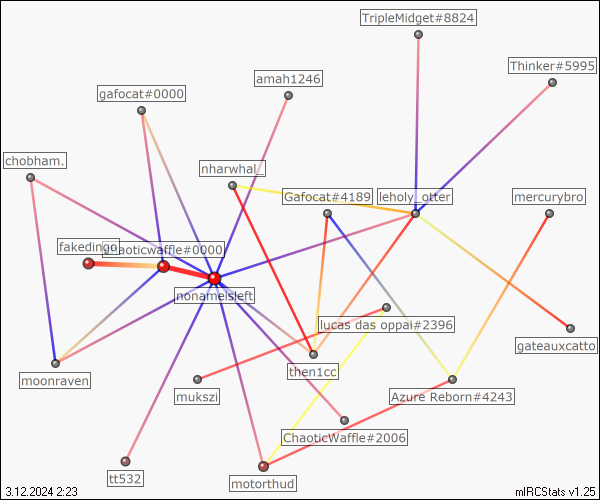 TripleMidget#8824
Thinker#5995
amah1246
gafocat#0000
chobham.
nharwhal_
Gafocat#4189
leholy_otter
mercurybro
fakedingo
chaoticwaffle#0000
nonameisleft
lucas das oppai#2396
gateauxcatto
moonraven
then1cc
mukszi
Azure Reborn#4243
ChaoticWaffle#2006
tt532
motorthud
3.12.2024 2:23
mIRCStats v1.25